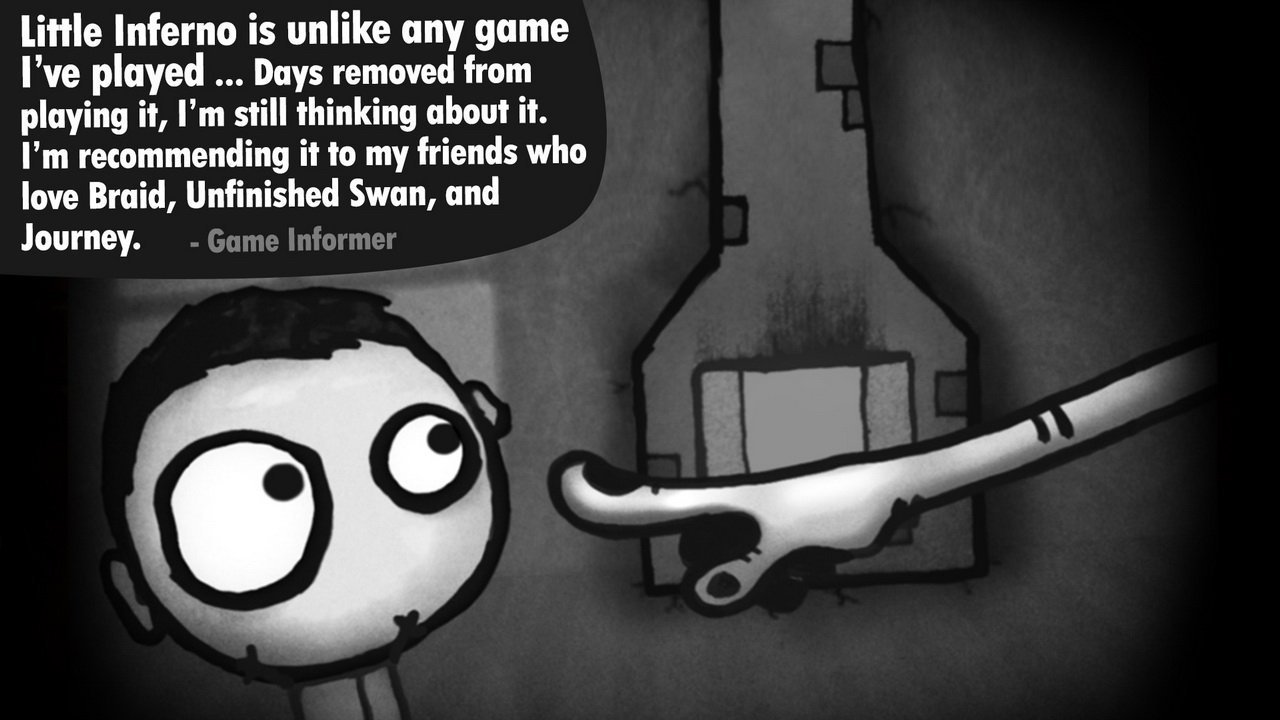 Little Inferno is unlike any game
I've played ... Days removed from
playing it, I'm still thinking about it.
I'm recommending it to my friends who
love Braid, Unfinished Swan, and
Journey. - Game Informer